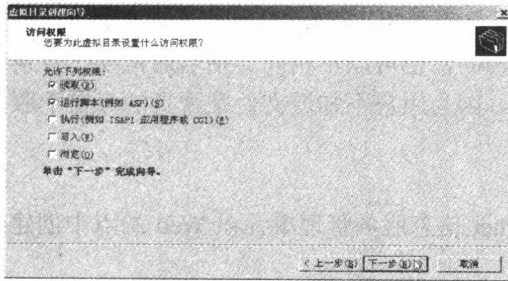 虚拟目录创建向导
访问权限
您要为此虚拟目录设置什么访问权限?
允许下列权限:
读取(R)
运行脚本(例如 ASP)(S)
执行(例如 ISAPI 应用程序或 CGI)(E)
写入(W)
浏览(O)
单击“下一步”完成向导。
< 上一步(B) 下一步(N) > 取消